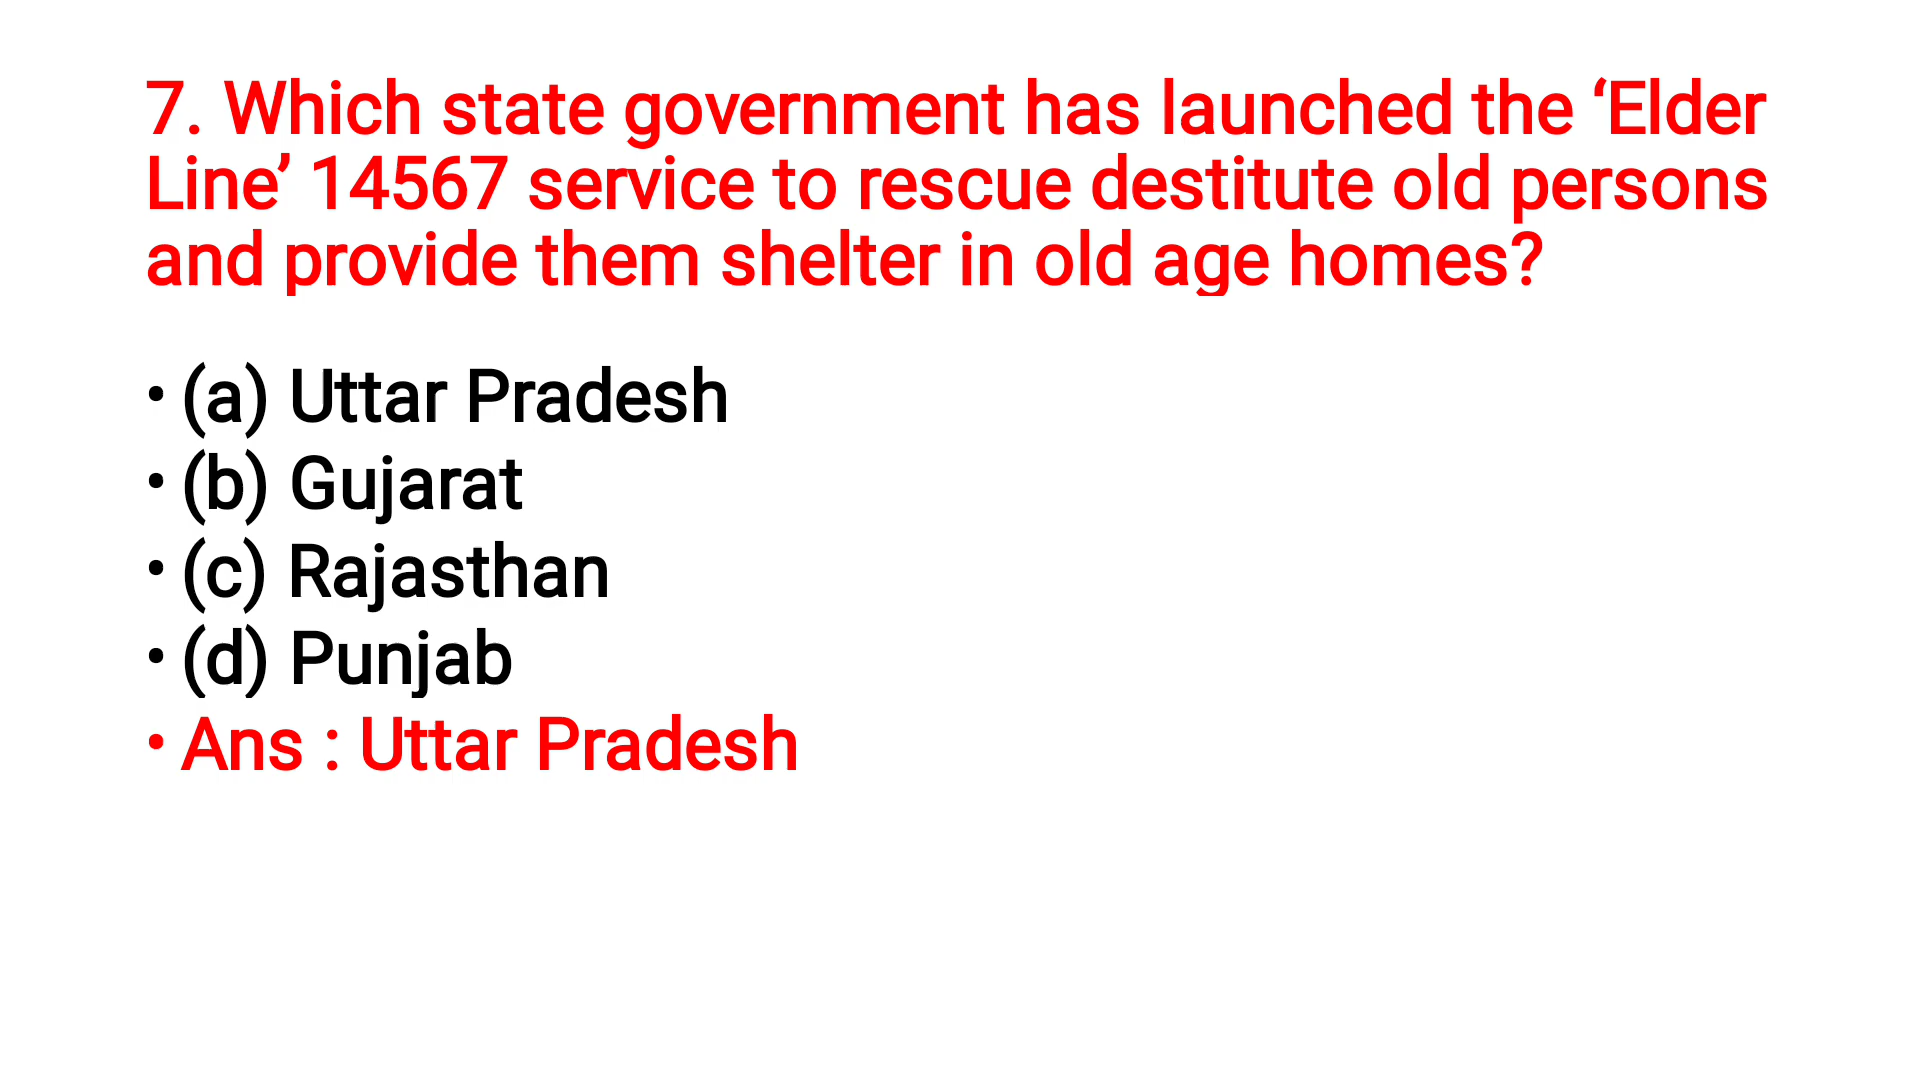 7. Which state government has launched the ‘Elder
Line’ 14567 service to rescue destitute old persons
and provide them shelter in old age homes?
• (a) Uttar Pradesh
• (b) Gujarat
• (c) Rajasthan
• (d) Punjab
• Ans : Uttar Pradesh